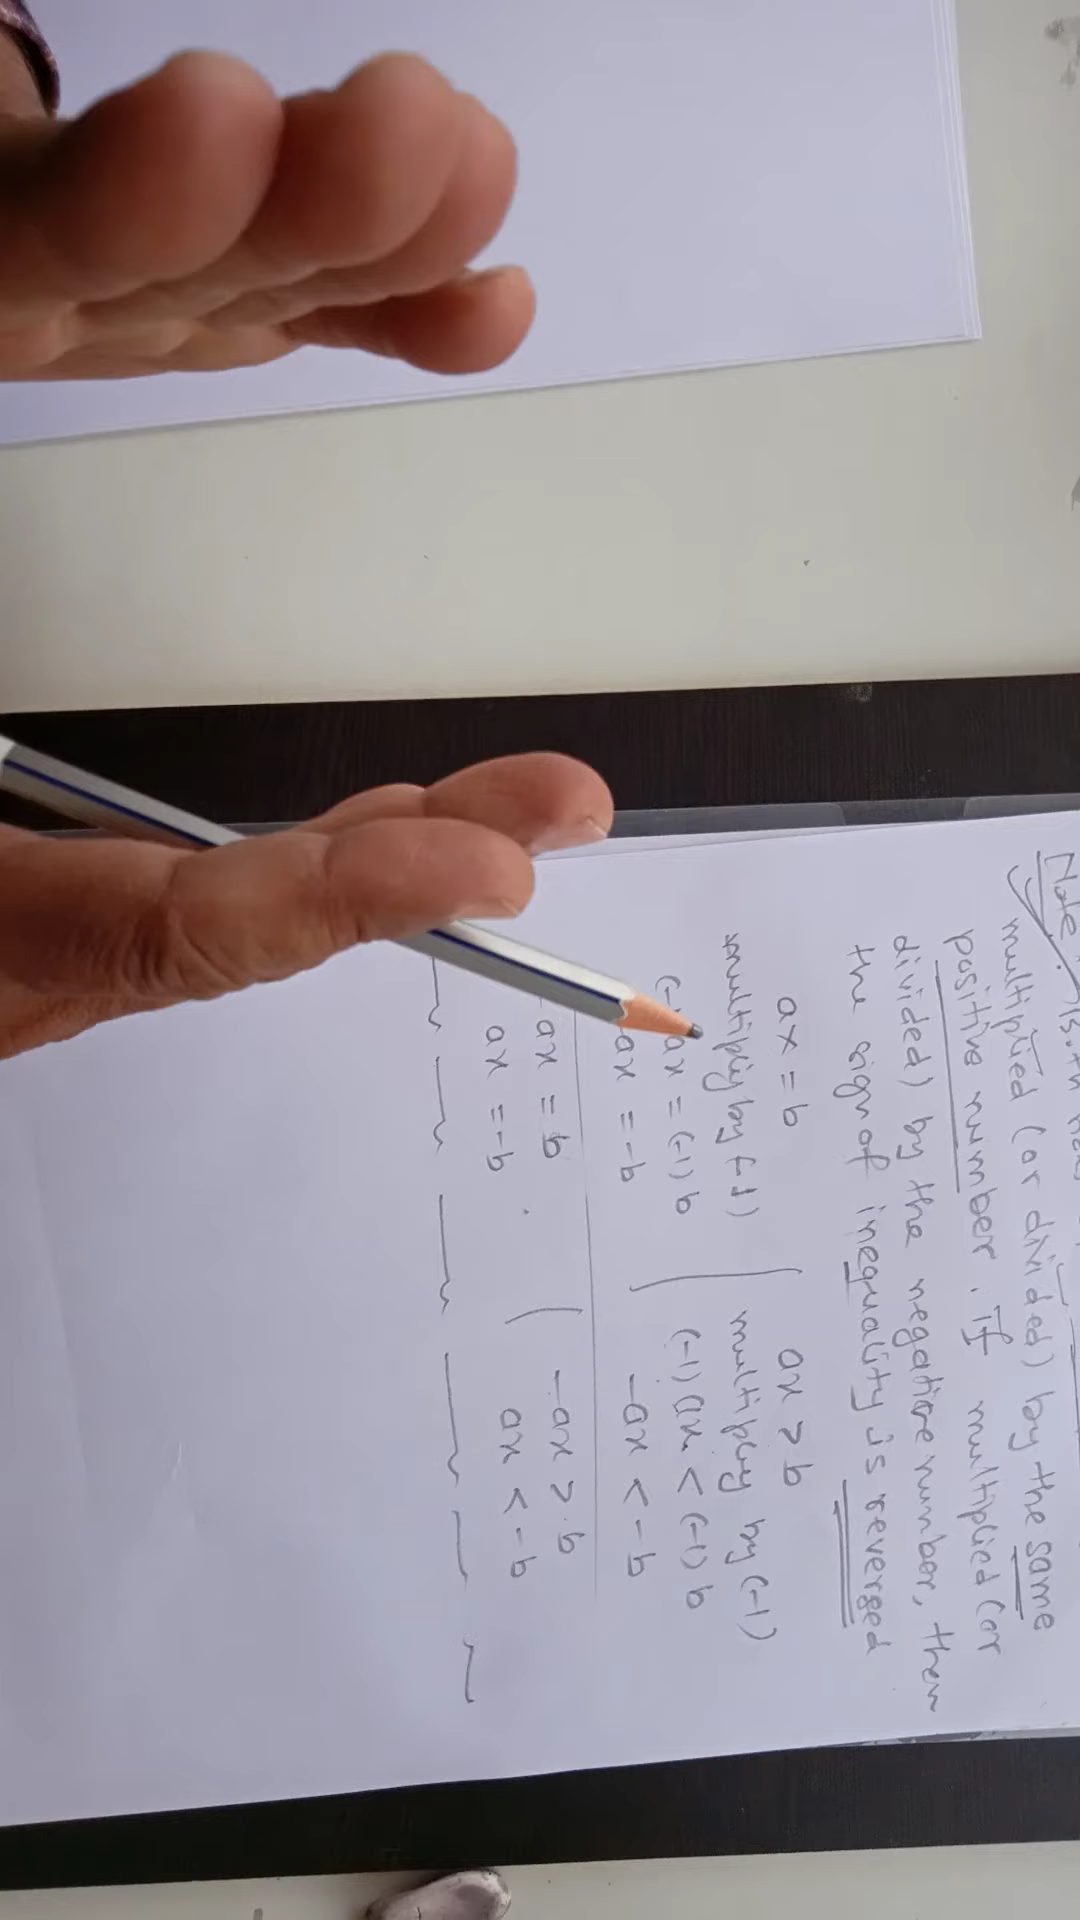 Note:
multiplied (or divided) by the same
positive number. If multiplied (or
divided) by the negative number, then
the sign of inequality is reversed
ax = b ax > b
multiply by (-1) multiply by (-1)
ax = (-1) b (-1) ax < (-1) b
ax = -b -ax < -b
-ax = b -ax > b
ax = -b ax < -b